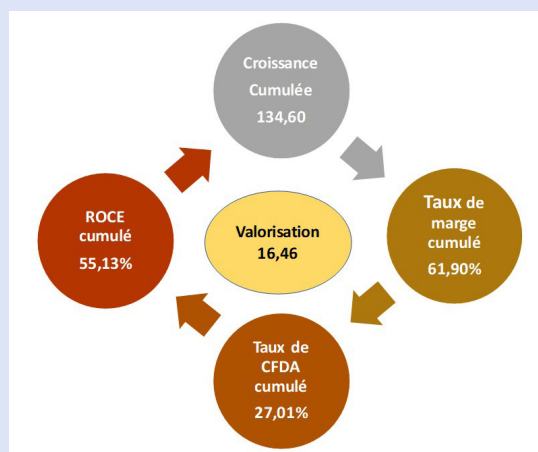 Croissance
Cumulée
134,60
Taux de
marge
cumulé
61,90%
ROCE
cumulé
55,13%
Valorisation
16,46
Taux de
CFDA
cumulé
27,01%